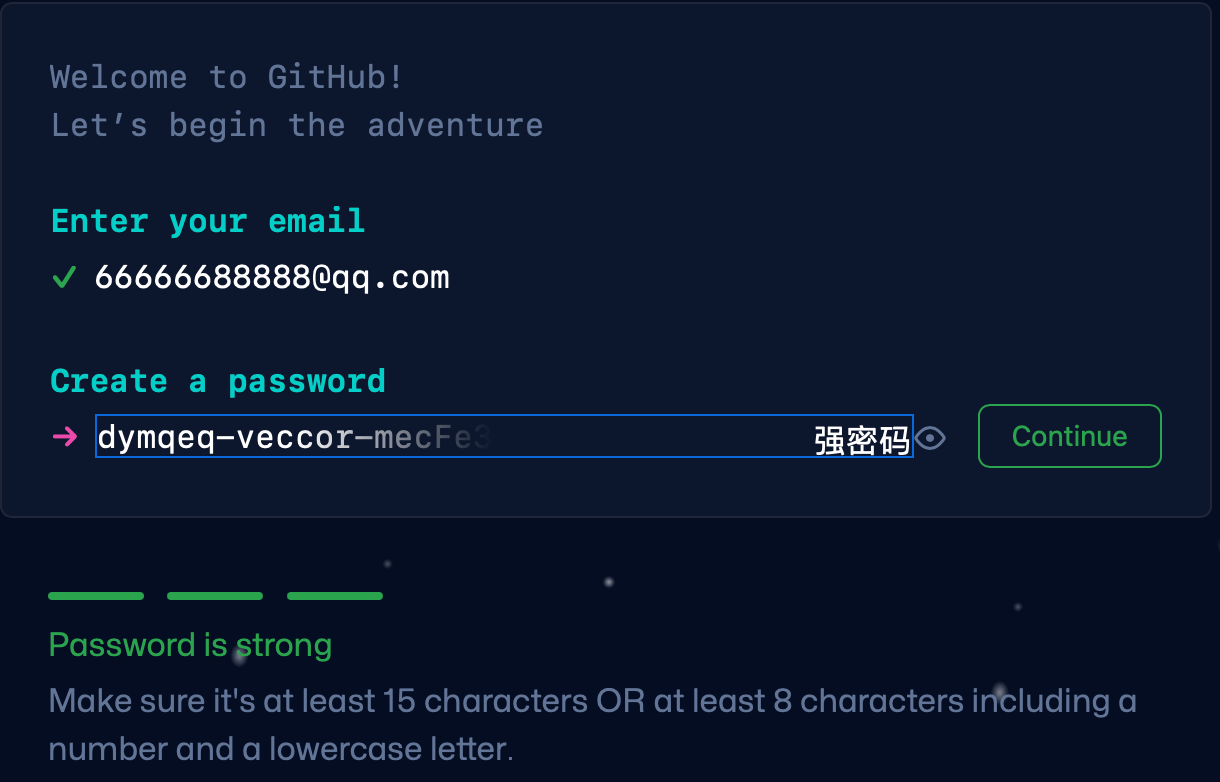 Welcome to GitHub!
Let’s begin the adventure
Enter your email
66666688888@qq.com
Create a password
dymqeq-veccor-mecFe3
强密码
Continue
Password is strong
Make sure it's at least 15 characters OR at least 8 characters including a
number and a lowercase letter.